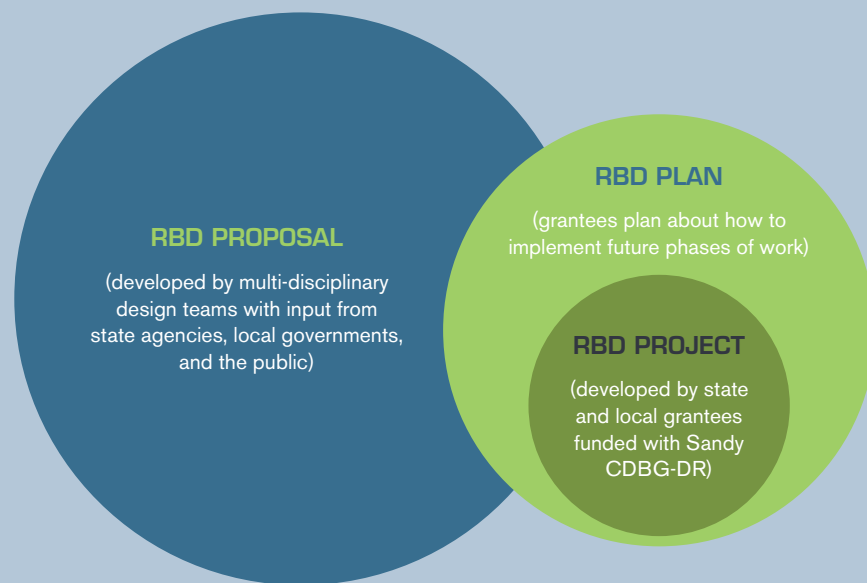 RBD PROPOSAL
(developed by multi-disciplinary
design teams with input from
state agencies, local governments,
and the public)
RBD PLAN
(grantees plan about how to
implement future phases of work)
RBD PROJECT
(developed by state
and local grantees
funded with Sandy
CDBG-DR)